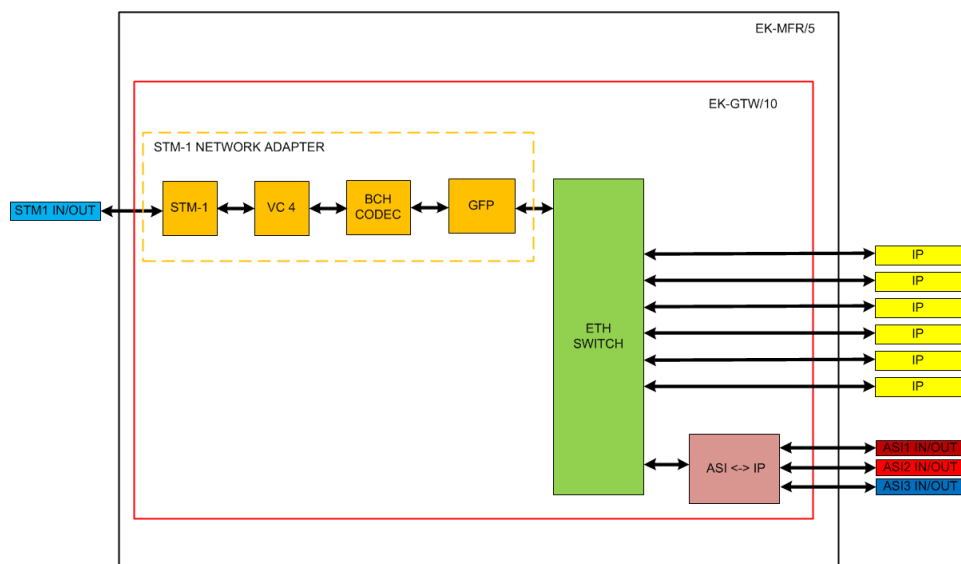 EK-MFR/5
EK-GTW/10
STM-1 NETWORK ADAPTER
STM1 IN/OUT
STM-1
VC 4
BCH
CODEC
GFP
ETH
SWITCH
IP
IP
IP
IP
IP
IP
ASI <-> IP
ASI1 IN/OUT
ASI2 IN/OUT
ASI3 IN/OUT